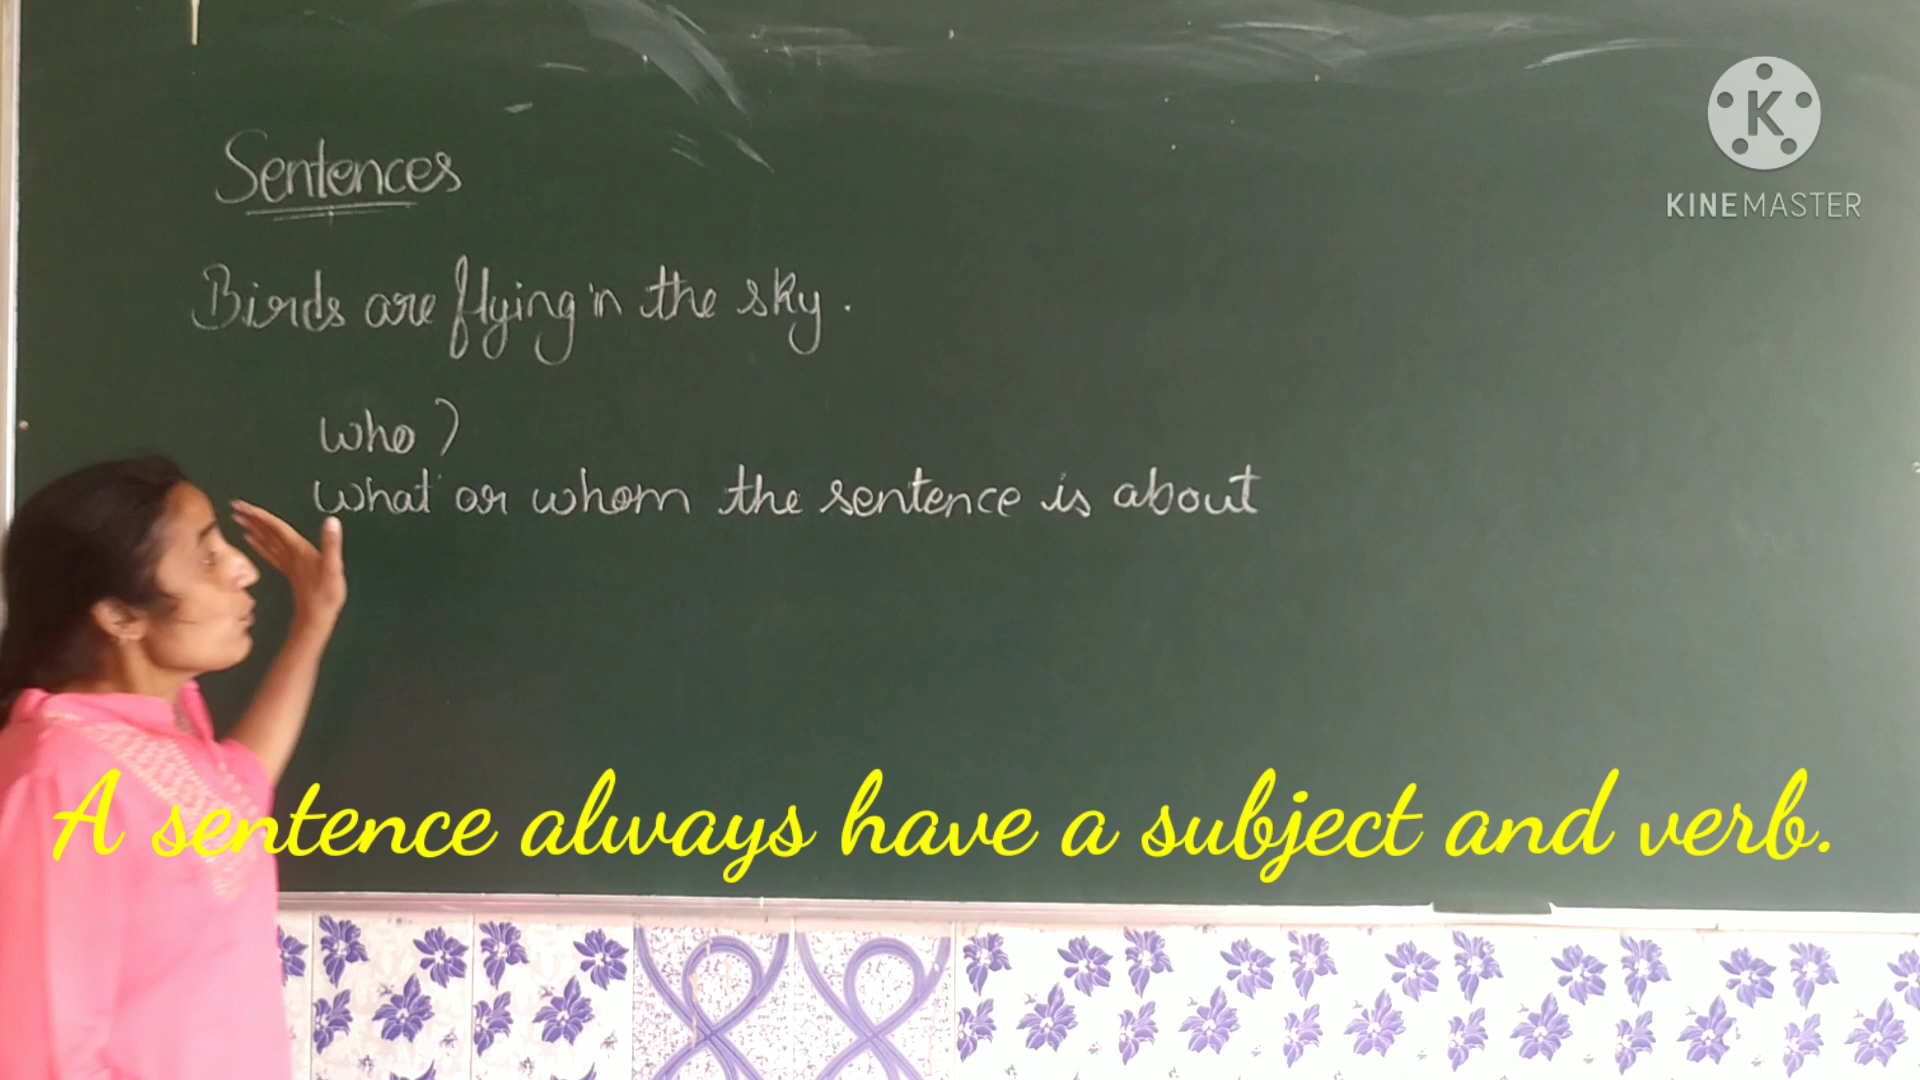 Sentences
K
KINEMASTER
Birds are flying in the sky.
who?
what or whom the sentence is about
A sentence always have a subject and verb.